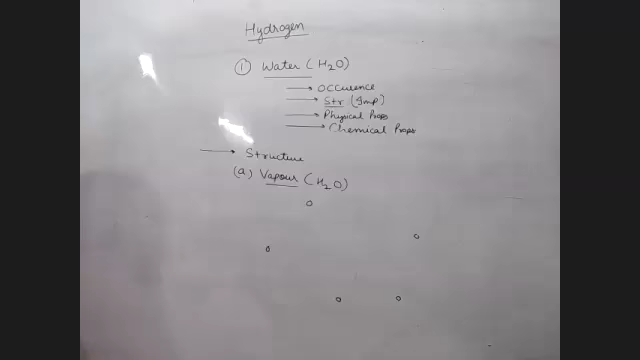 Hydrogen
① Water (H₂O)
→ Occurence
→ Str (Imp)
→ Physical Props
→ Chemical Props
→ Structure
(a) Vapour (H₂O)
O
O
O
O O